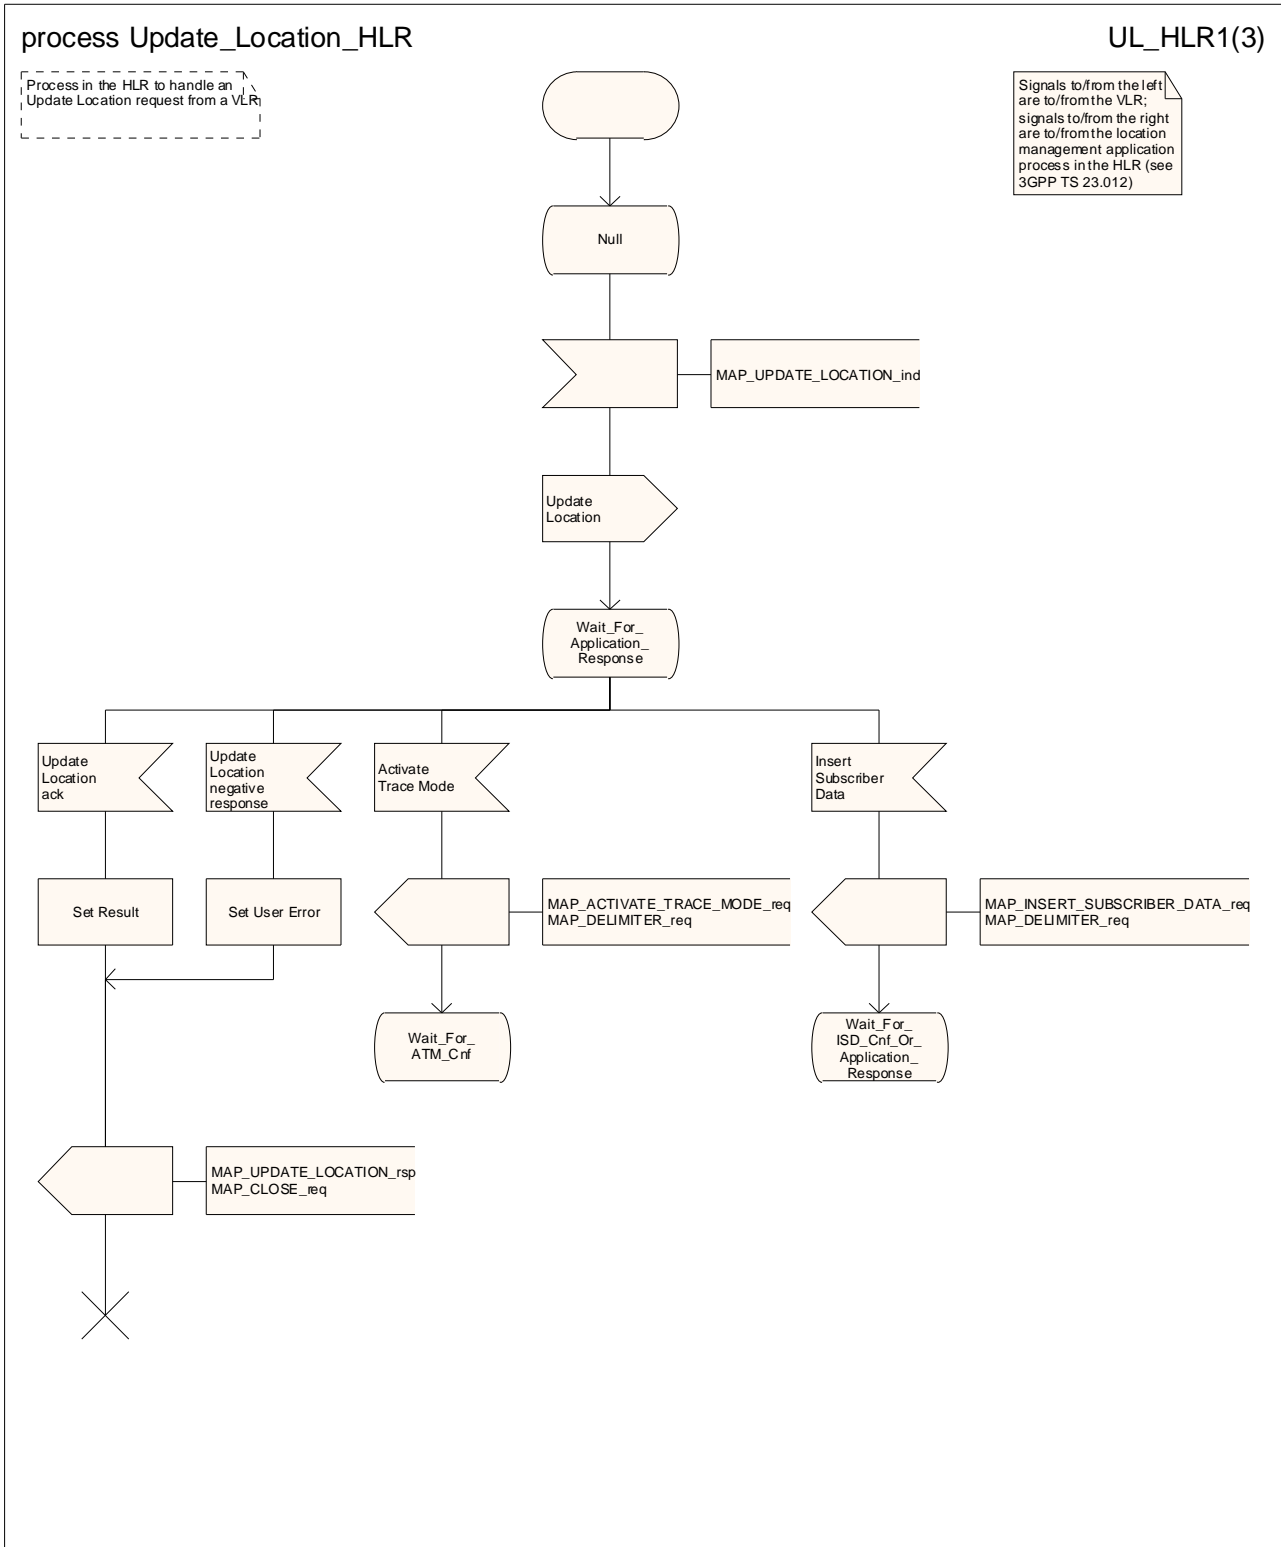 process Update_Location_HLR
UL_HLR1(3)
Process in the HLR to handle an
Update Location request from a VLR
Signals to/from the left
are to/from the VLR;
signals to/from the right
are to/from the location
management application
process in the HLR (see
3GPP TS 23.012)
Null
MAP_UPDATE_LOCATION_ind
Update
Location
Wait_For_
Application_
Response
Update
Location
ack
Update
Location
negative
response
Activate
Trace Mode
Insert
Subscriber
Data
Set Result
Set User Error
MAP_ACTIVATE_TRACE_MODE_req
MAP_DELIMITER_req
MAP_INSERT_SUBSCRIBER_DATA_req
MAP_DELIMITER_req
Wait_For_
ATM_Cnf
Wait_For_
ISD_Cnf_Or_
Application_
Response
MAP_UPDATE_LOCATION_rsp
MAP_CLOSE_req